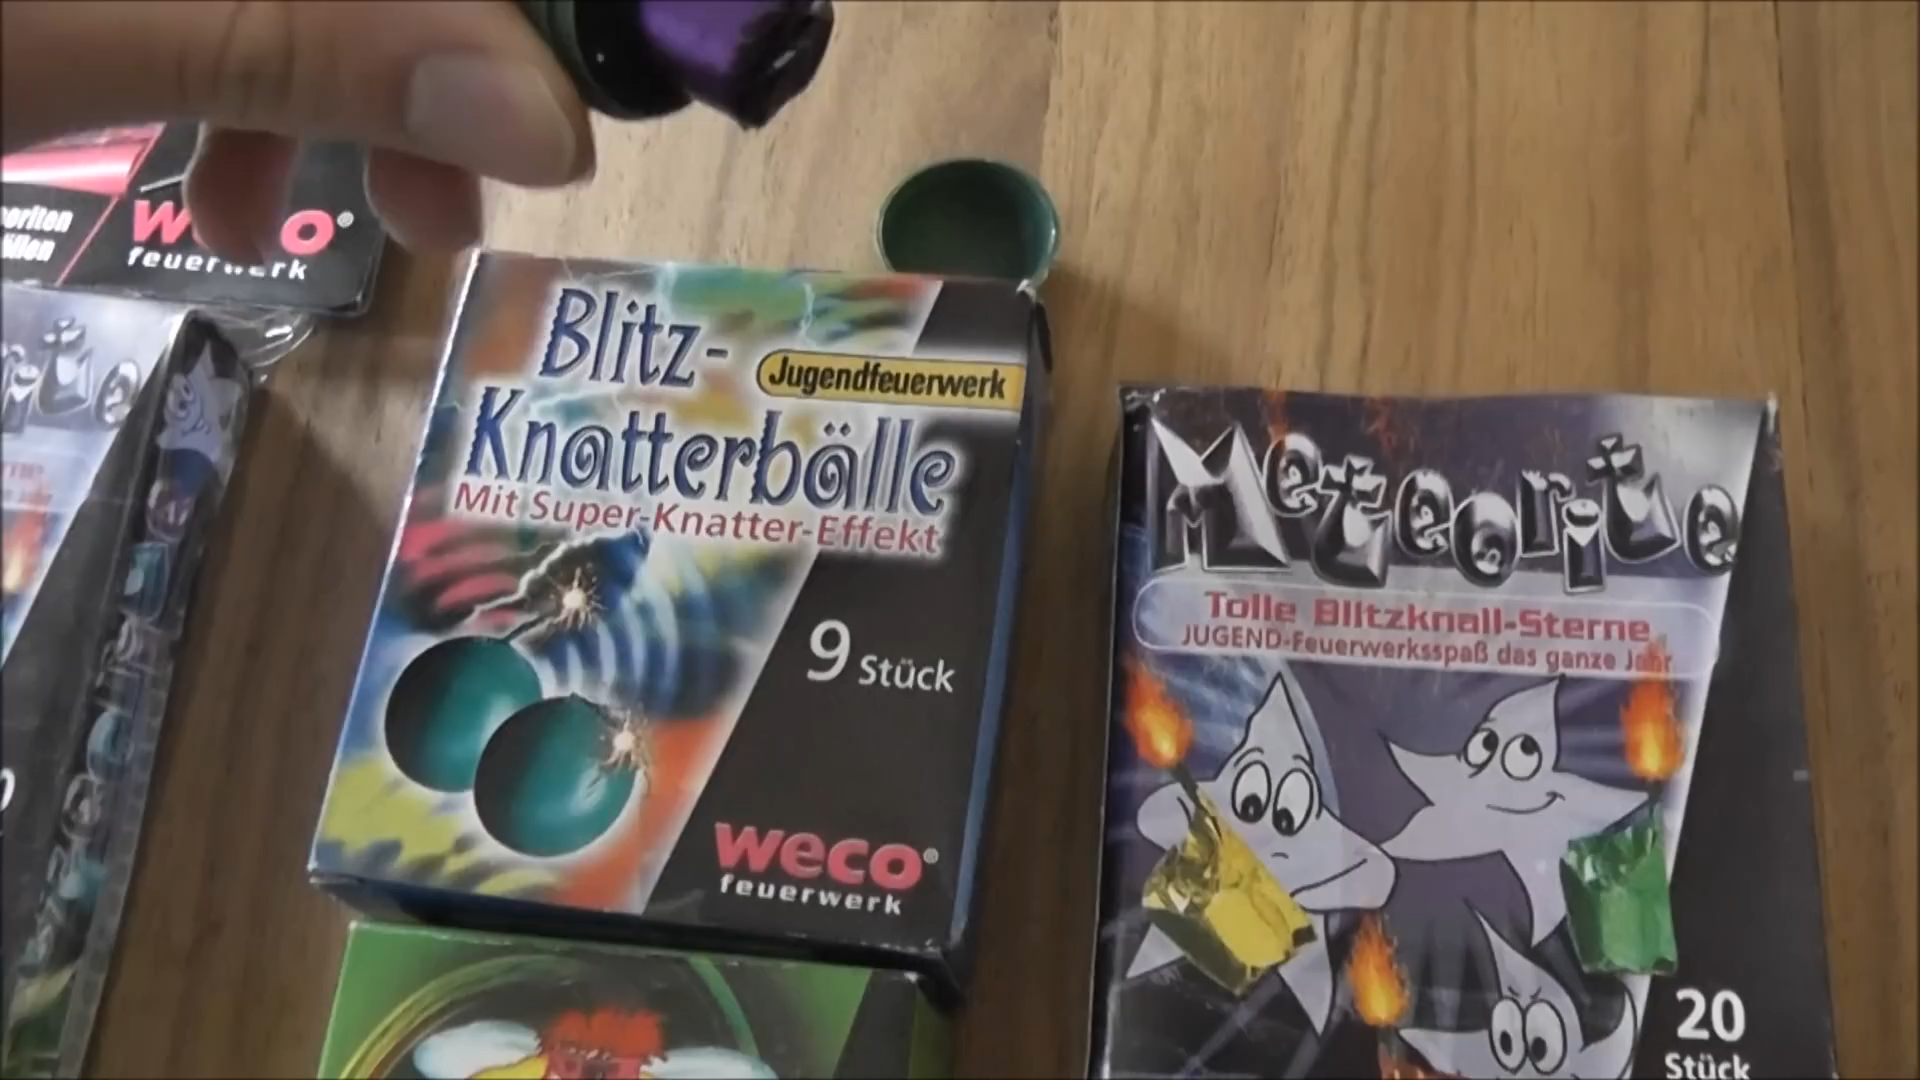 weco®
feuerwerk
Blitz-
Jugendfeuerwerk
Knatterbälle
Mit Super-Knatter-Effekt
9 Stück
weco®
feuerwerk
Meteorite
Tolle Blitzknall-Sterne
JUGEND-Feuerwerksspaß das ganze Jahr
20
Stück